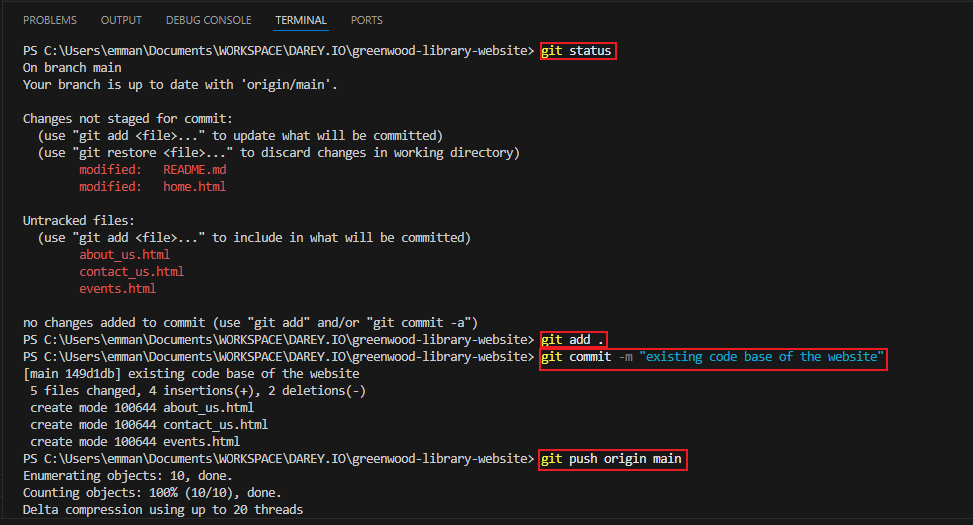 PROBLEMS OUTPUT DEBUG CONSOLE TERMINAL PORTS
PS C:\Users\emman\Documents\WORKSPACE\DAREY.IO\greenwood-library-website> git status
On branch main
Your branch is up to date with 'origin/main'.
Changes not staged for commit:
(use "git add <file>..." to update what will be committed)
(use "git restore <file>..." to discard changes in working directory)
modified: README.md
modified: home.html
Untracked files:
(use "git add <file>..." to include in what will be committed)
about_us.html
contact_us.html
events.html
no changes added to commit (use "git add" and/or "git commit -a")
PS C:\Users\emman\Documents\WORKSPACE\DAREY.IO\greenwood-library-website> git add .
PS C:\Users\emman\Documents\WORKSPACE\DAREY.IO\greenwood-library-website> git commit -m "existing code base of the website"
[main 149d1db] existing code base of the website
5 files changed, 4 insertions(+), 2 deletions(-)
create mode 100644 about_us.html
create mode 100644 contact_us.html
create mode 100644 events.html
PS C:\Users\emman\Documents\WORKSPACE\DAREY.IO\greenwood-library-website> git push origin main
Enumerating objects: 10, done.
Counting objects: 100% (10/10), done.
Delta compression using up to 20 threads